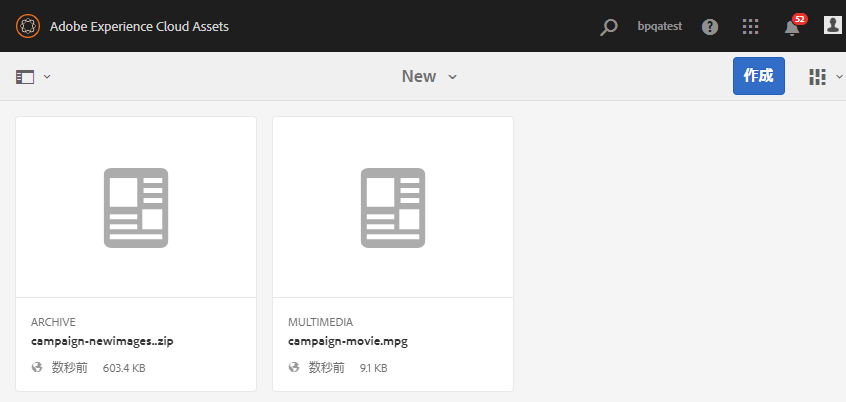 Adobe Experience Cloud Assets
bpqatest
52
New
作成
ARCHIVE
campaign-newimages..zip
数秒前 603.4 KB
MULTIMEDIA
campaign-movie.mpg
数秒前 9.1 KB